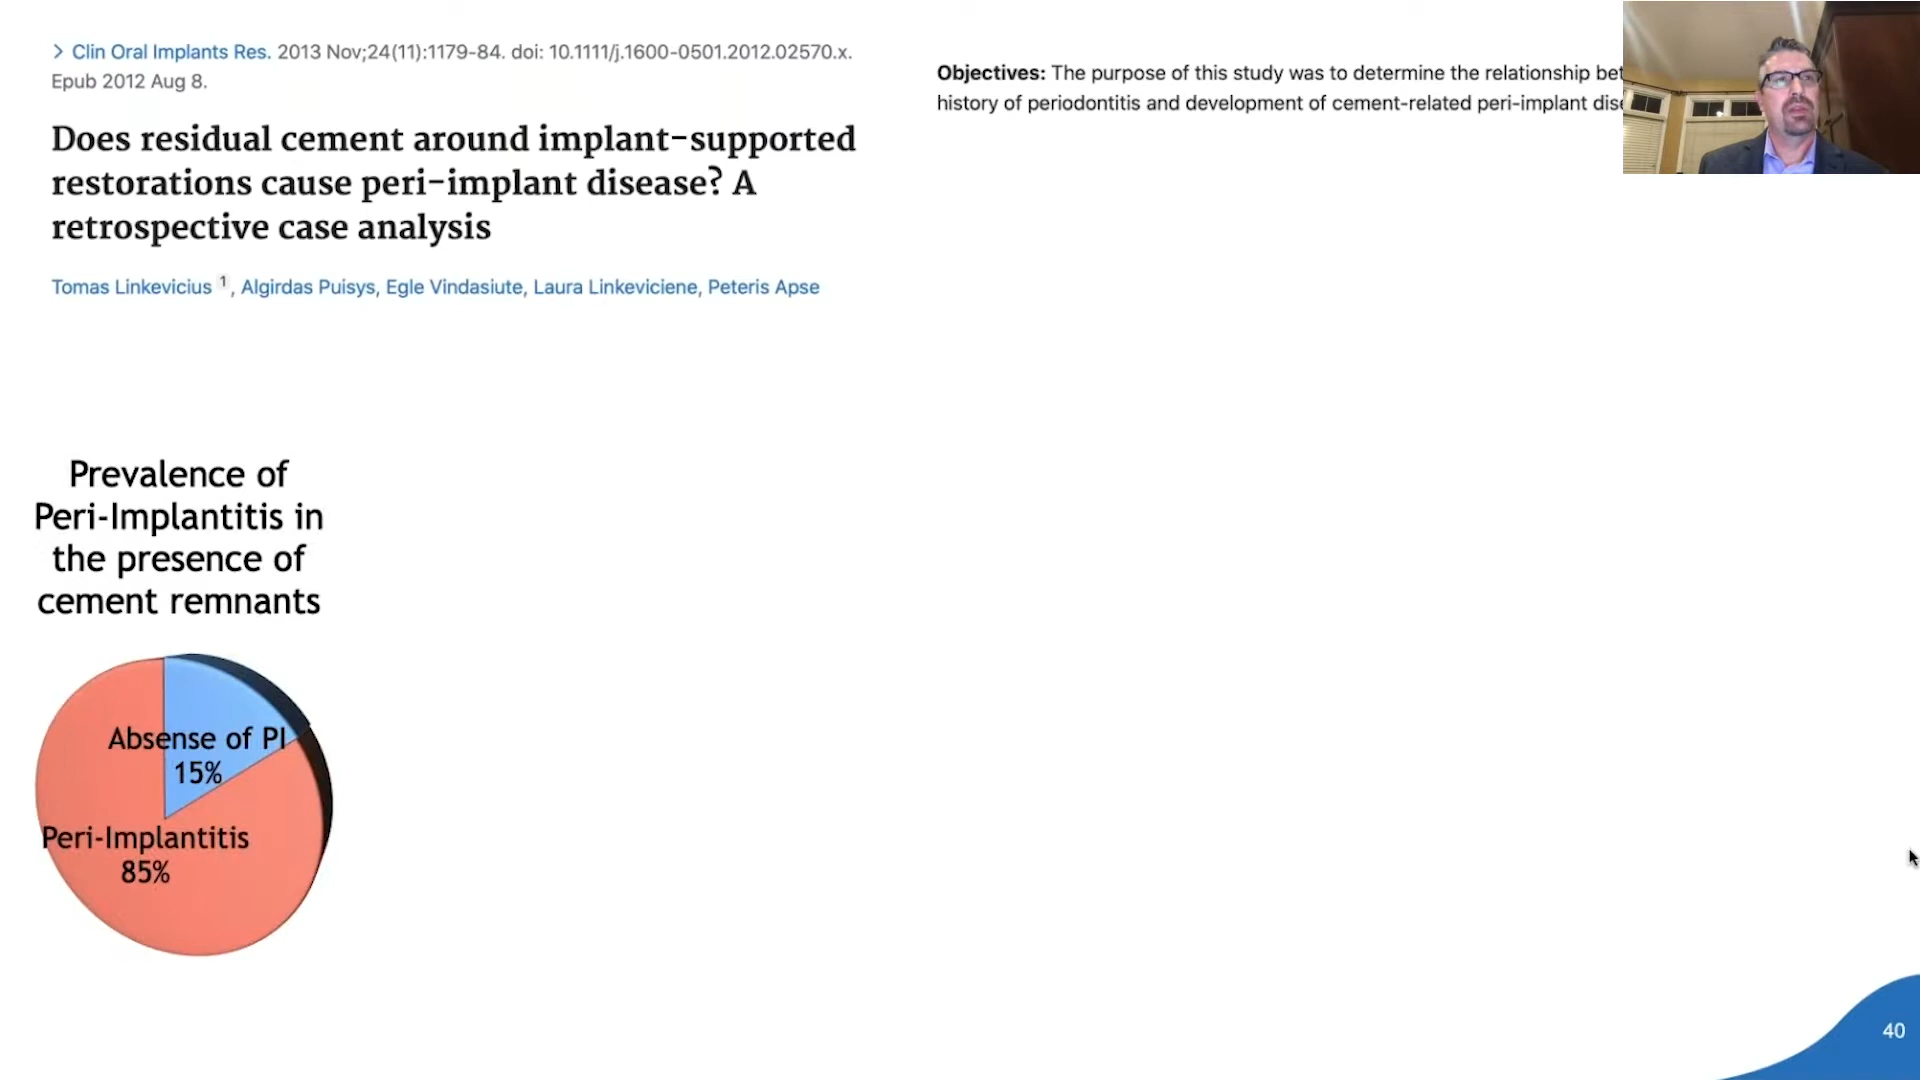 > Clin Oral Implants Res. 2013 Nov;24(11):1179-84. doi: 10.1111/j.1600-0501.2012.02570.x.
Epub 2012 Aug 8.
Does residual cement around implant-supported
restorations cause peri-implant disease? A
retrospective case analysis
Tomas Linkevicius 1, Algirdas Puisys, Egle Vindasiute, Laura Linkeviciene, Peteris Apse
Objectives: The purpose of this study was to determine the relationship
history of periodontitis and development of cement-related peri-implant
Prevalence of
Peri-Implantitis in
the presence of
cement remnants
Absense of PI
15%
Peri-Implantitis
85%
40